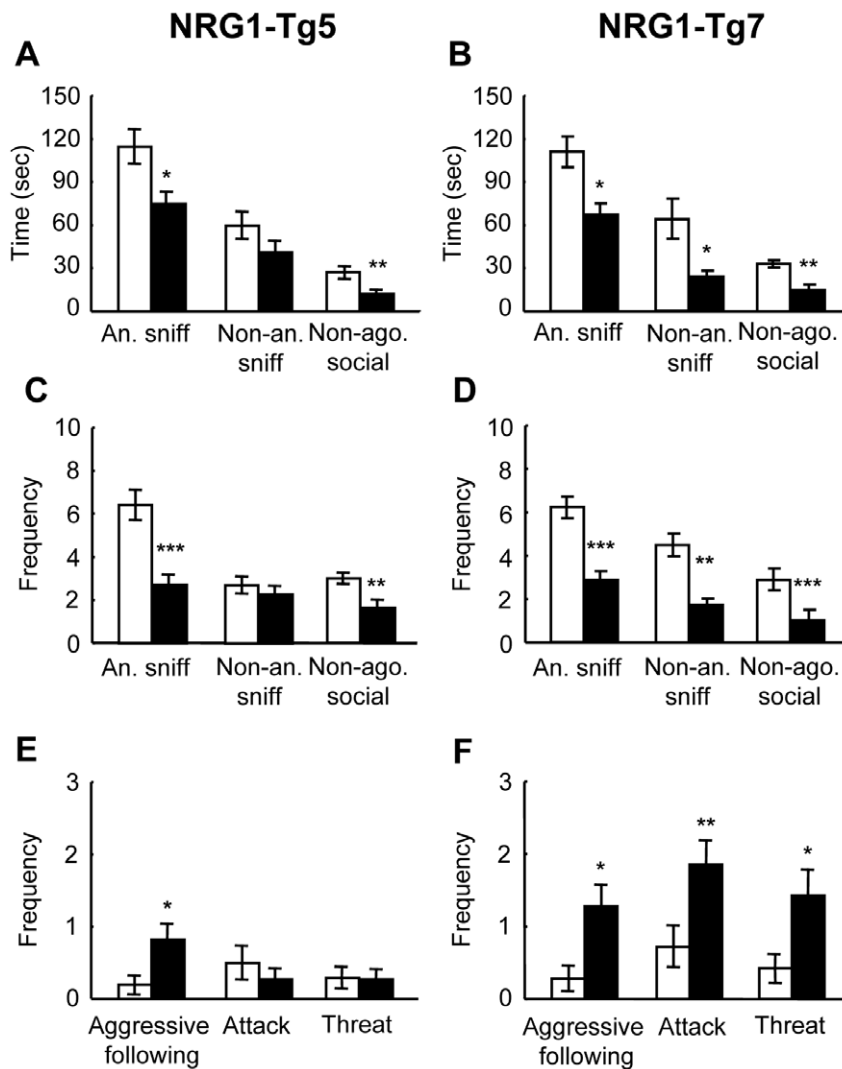 NRG1-Tg5
NRG1-Tg7
A
Time (sec)
150
120
90
60
30
0
*
**
An. sniff
Non-an. sniff
Non-ago. social
B
Time (sec)
150
120
90
60
30
0
*
*
**
An. sniff
Non-an. sniff
Non-ago. social
C
Frequency
10
8
6
4
2
0
***
**
An. sniff
Non-an. sniff
Non-ago. social
D
Frequency
10
8
6
4
2
0
***
**
***
An. sniff
Non-an. sniff
Non-ago. social
E
Frequency
3
2
1
0
*
Aggressive following
Attack
Threat
F
Frequency
3
2
1
0
*
**
*
Aggressive following
Attack
Threat